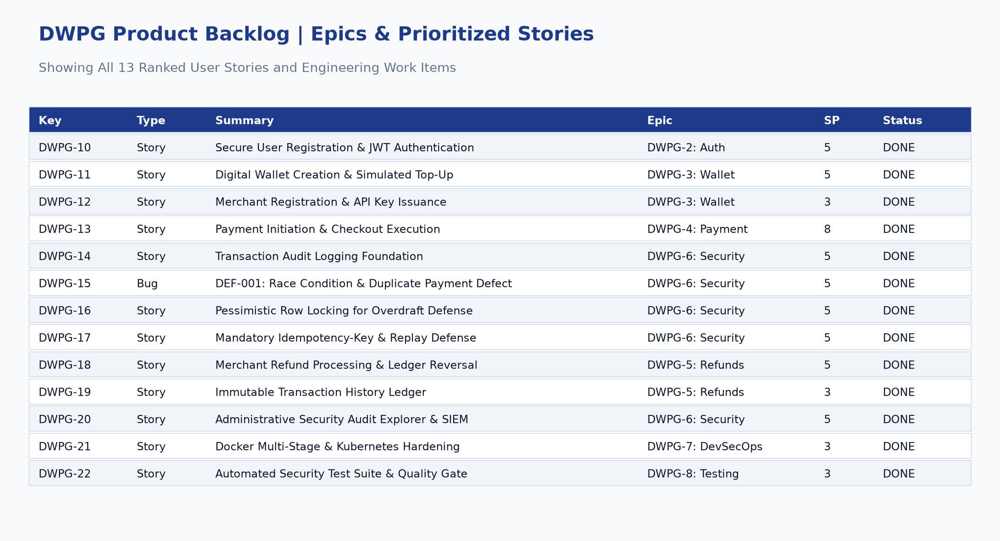 DWPG Product Backlog | Epics & Prioritized Stories
Showing All 13 Ranked User Stories and Engineering Work Items
Key Type Summary Epic SP Status
DWPG-10 Story Secure User Registration & JWT Authentication DWPG-2: Auth 5 DONE
DWPG-11 Story Digital Wallet Creation & Simulated Top-Up DWPG-3: Wallet 5 DONE
DWPG-12 Story Merchant Registration & API Key Issuance DWPG-3: Wallet 3 DONE
DWPG-13 Story Payment Initiation & Checkout Execution DWPG-4: Payment 8 DONE
DWPG-14 Story Transaction Audit Logging Foundation DWPG-6: Security 5 DONE
DWPG-15 Bug DEF-001: Race Condition & Duplicate Payment Defect DWPG-6: Security 5 DONE
DWPG-16 Story Pessimistic Row Locking for Overdraft Defense DWPG-6: Security 5 DONE
DWPG-17 Story Mandatory Idempotency-Key & Replay Defense DWPG-6: Security 5 DONE
DWPG-18 Story Merchant Refund Processing & Ledger Reversal DWPG-5: Refunds 5 DONE
DWPG-19 Story Immutable Transaction History Ledger DWPG-5: Refunds 3 DONE
DWPG-20 Story Administrative Security Audit Explorer & SIEM DWPG-6: Security 5 DONE
DWPG-21 Story Docker Multi-Stage & Kubernetes Hardening DWPG-7: DevSecOps 3 DONE
DWPG-22 Story Automated Security Test Suite & Quality Gate DWPG-8: Testing 3 DONE